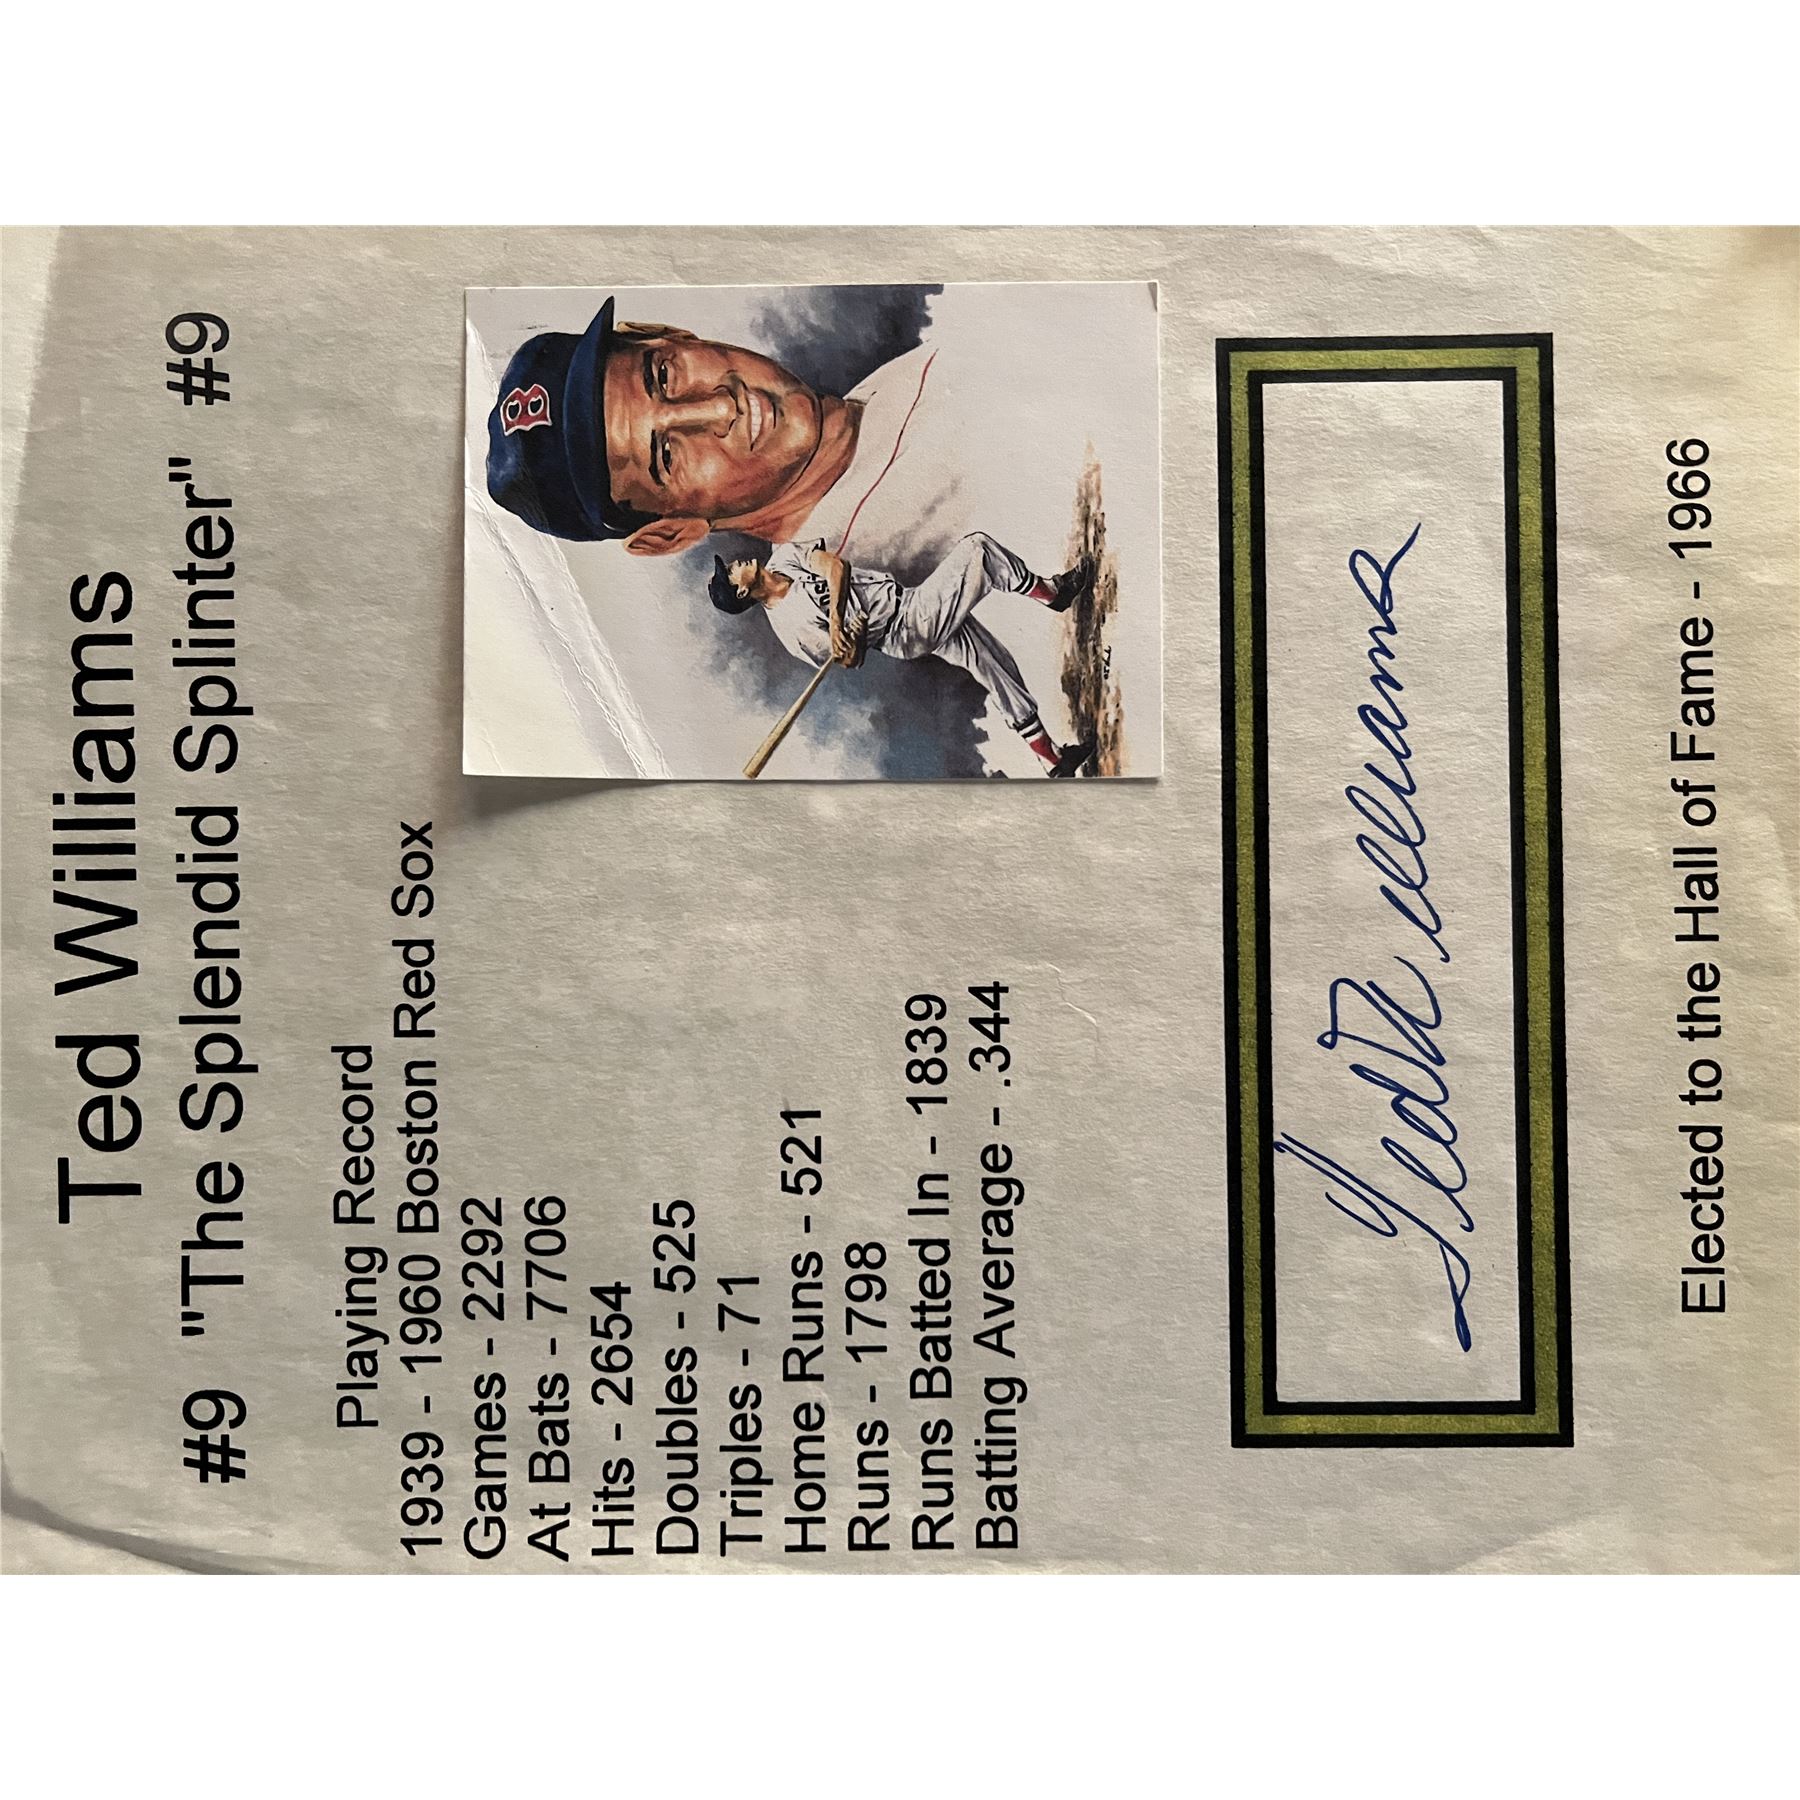 Ted Williams
#9 "The Splendid Splinter" #9
Playing Record
1939 - 1960 Boston Red Sox
Games - 2292
At Bats - 7706
Hits - 2654
Doubles - 525
Triples - 71
Home Runs - 521
Runs - 1798
Runs Batted In - 1839
Batting Average - .344
B
Ted Williams
Elected to the Hall of Fame - 1966